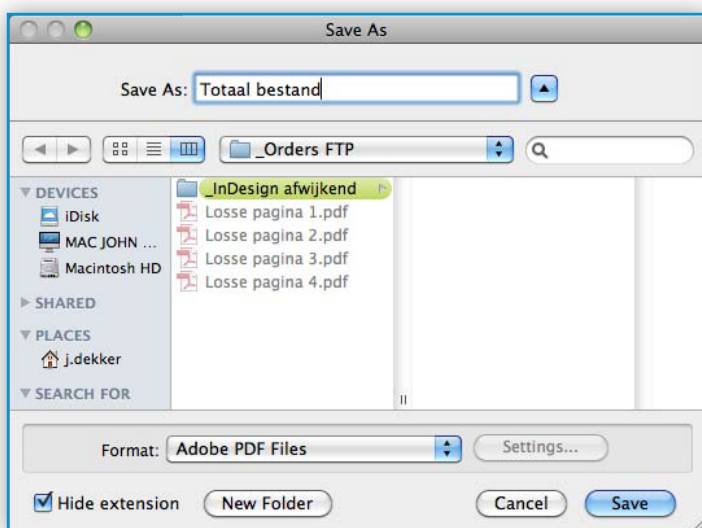 Save As
Save As: Totaal bestand
_Orders FTP
DEVICES
iDisk
MAC JOHN ...
Macintosh HD
SHARED
PLACES
j.dekker
SEARCH FOR
_InDesign afwijkend
Losse pagina 1.pdf
Losse pagina 2.pdf
Losse pagina 3.pdf
Losse pagina 4.pdf
Format: Adobe PDF Files
Settings...
Hide extension
New Folder
Cancel
Save